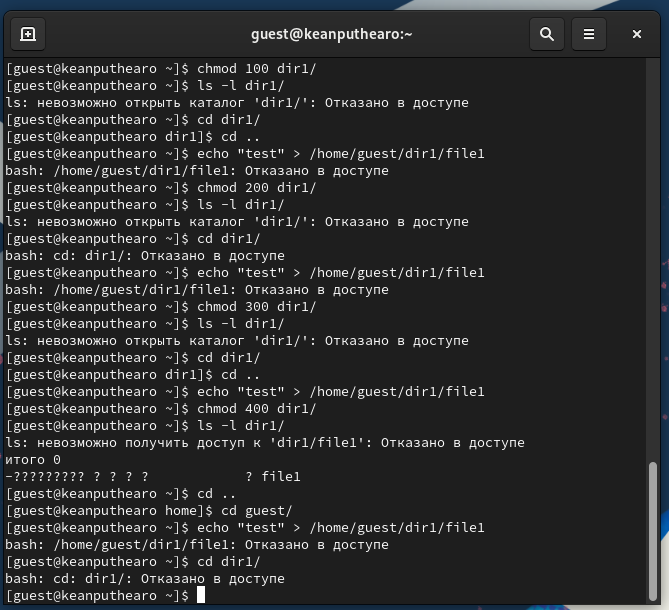 guest@keanputhearo:~
[guest@keanputhearo ~]$ chmod 100 dir1/
[guest@keanputhearo ~]$ ls -l dir1/
ls: невозможно открыть каталог 'dir1/': Отказано в доступе
[guest@keanputhearo ~]$ cd dir1/
[guest@keanputhearo dir1]$ cd ..
[guest@keanputhearo ~]$ echo "test" > /home/guest/dir1/file1
bash: /home/guest/dir1/file1: Отказано в доступе
[guest@keanputhearo ~]$ chmod 200 dir1/
[guest@keanputhearo ~]$ ls -l dir1/
ls: невозможно открыть каталог 'dir1/': Отказано в доступе
[guest@keanputhearo ~]$ cd dir1/
bash: cd: dir1/: Отказано в доступе
[guest@keanputhearo ~]$ echo "test" > /home/guest/dir1/file1
bash: /home/guest/dir1/file1: Отказано в доступе
[guest@keanputhearo ~]$ chmod 300 dir1/
[guest@keanputhearo ~]$ ls -l dir1/
ls: невозможно открыть каталог 'dir1/': Отказано в доступе
[guest@keanputhearo ~]$ cd dir1/
[guest@keanputhearo dir1]$ cd ..
[guest@keanputhearo ~]$ echo "test" > /home/guest/dir1/file1
[guest@keanputhearo ~]$ chmod 400 dir1/
[guest@keanputhearo ~]$ ls -l dir1/
ls: невозможно получить доступ к 'dir1/file1': Отказано в доступе
итого 0
-????????? ? ? ? ?            ? file1
[guest@keanputhearo ~]$ cd ..
[guest@keanputhearo home]$ cd guest/
[guest@keanputhearo ~]$ echo "test" > /home/guest/dir1/file1
bash: /home/guest/dir1/file1: Отказано в доступе
[guest@keanputhearo ~]$ cd dir1/
bash: cd: dir1/: Отказано в доступе
[guest@keanputhearo ~]$